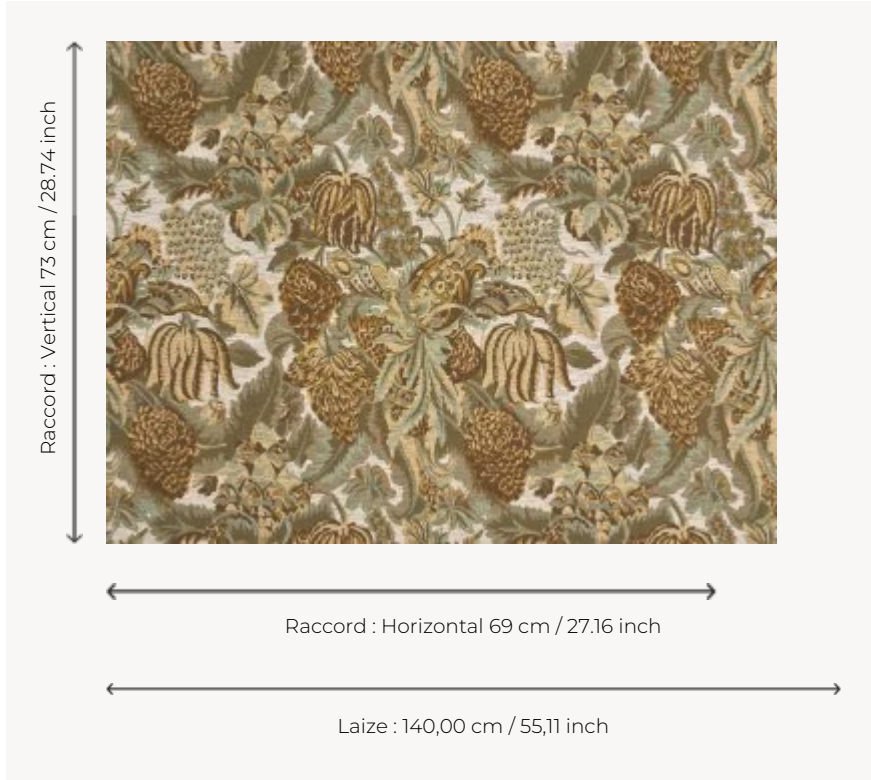 Raccord : Vertical 73 cm / 28.74 inch
Raccord : Horizontal 69 cm / 27.16 inch
Laize : 140,00 cm / 55,11 inch